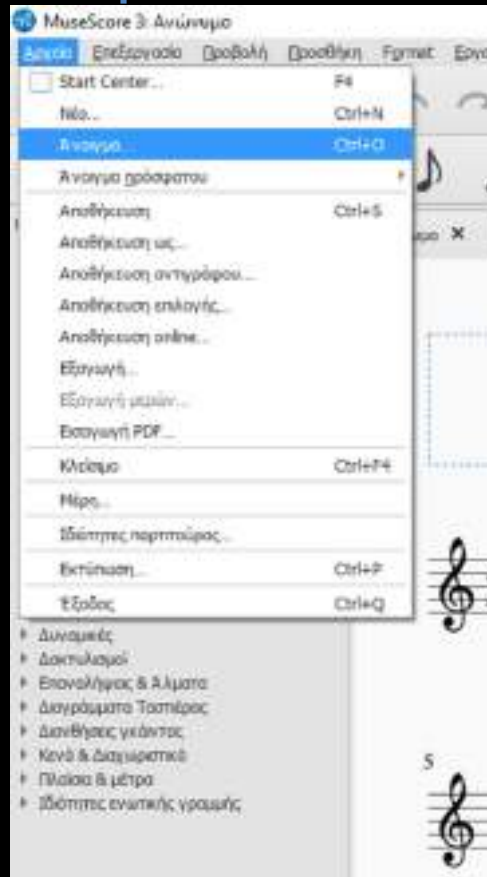 MuseScore 3: Ανώνυμο
Αρχείο Επεξεργασία Προβολή Προσθήκη Format Εργα
Start Center... F4
Νέο... Ctrl+N
Άνοιγμα... Ctrl+O
Άνοιγμα πρόσφατου
Αποθήκευση Ctrl+S
Αποθήκευση ως...
Αποθήκευση αντιγράφου...
Αποθήκευση επιλογής...
Αποθήκευση online...
Εξαγωγή...
Εξαγωγή μερών...
Εισαγωγή PDF...
Κλείσιμο Ctrl+F4
Μέρη...
Ιδιότητες παρτιτούρας...
Εκτύπωση... Ctrl+P
Έξοδος Ctrl+Q
Δυναμικές
Δακτυλισμοί
Επαναλήψεις & Άλματα
Διαγράμματα Ταστιέρας
Κενά & Διαχωριστικά
Πλαίσια & μέτρα
Ιδιότητες ενωτικής γραμμής
5